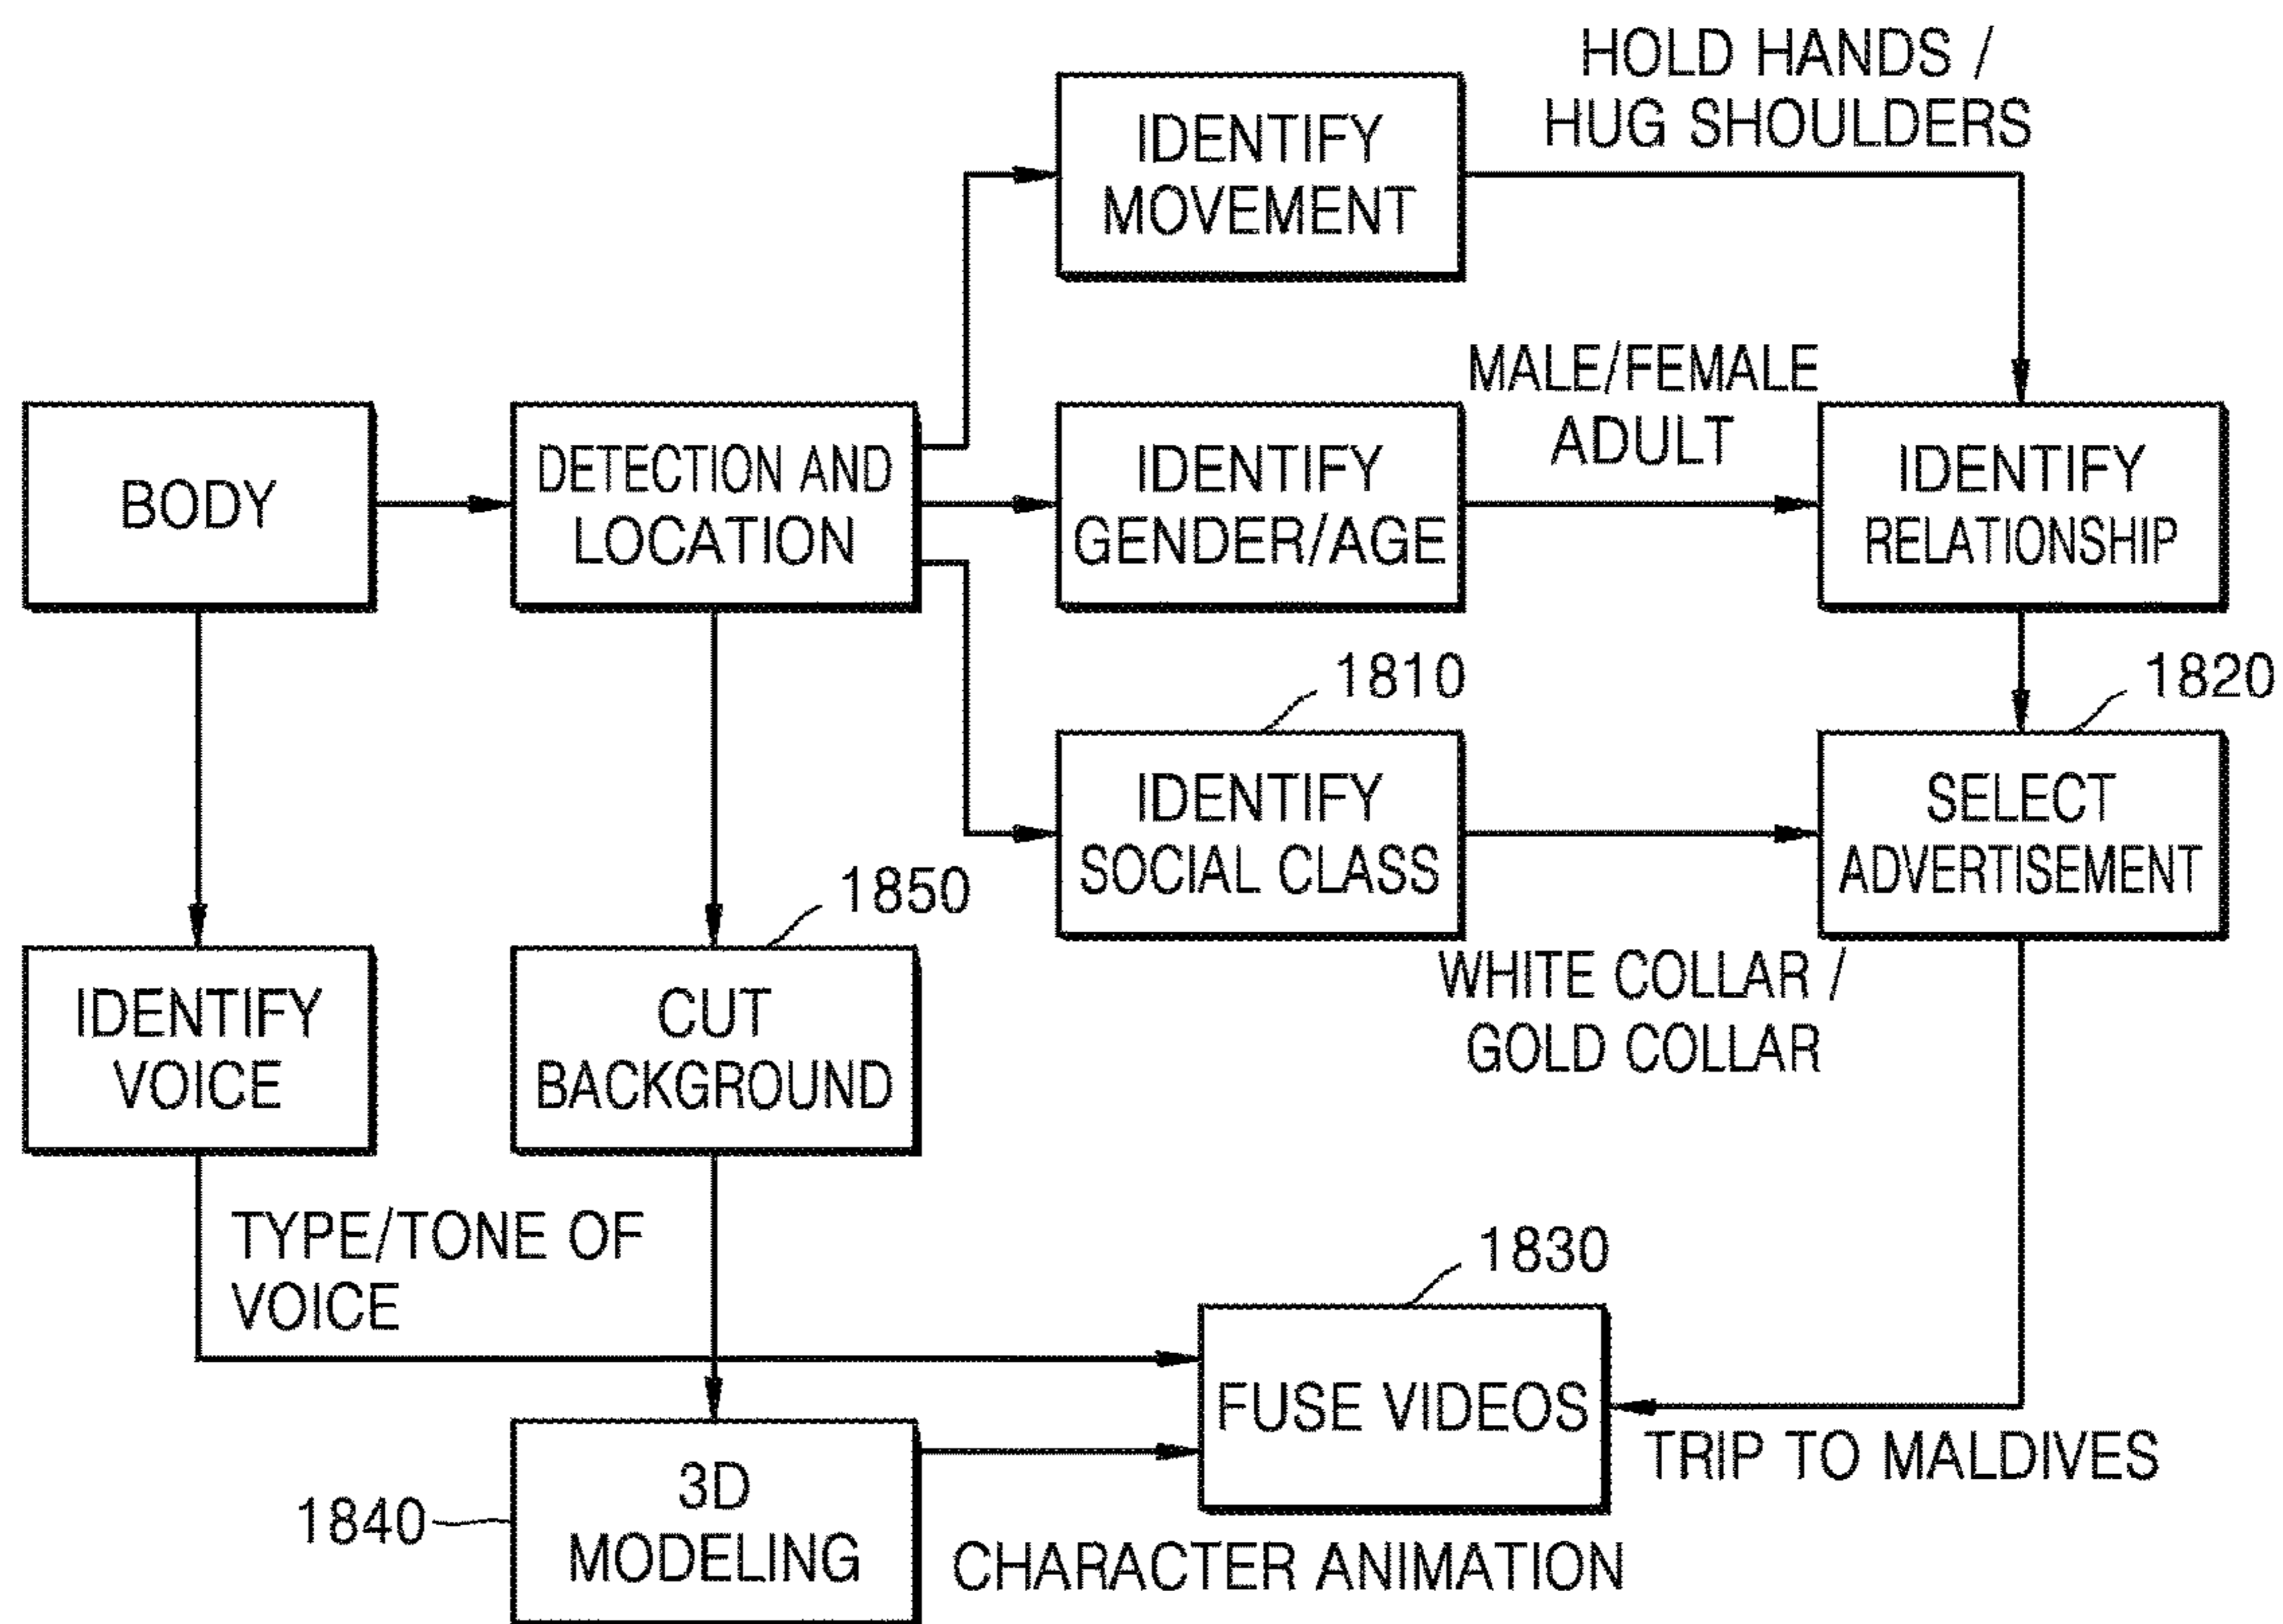 HOLD HANDS /
HUG SHOULDERS
IDENTIFY
MOVEMENT
MALE/FEMALE
ADULT
BODY
DETECTION AND
LOCATION
IDENTIFY
GENDER/AGE
IDENTIFY
RELATIONSHIP
1810
1820
IDENTIFY
SOCIAL CLASS
SELECT
ADVERTISEMENT
1850
WHITE COLLAR /
GOLD COLLAR
IDENTIFY
VOICE
CUT
BACKGROUND
TYPE/TONE OF
VOICE
1830
FUSE VIDEOS
TRIP TO MALDIVES
1840
3D
MODELING
CHARACTER ANIMATION